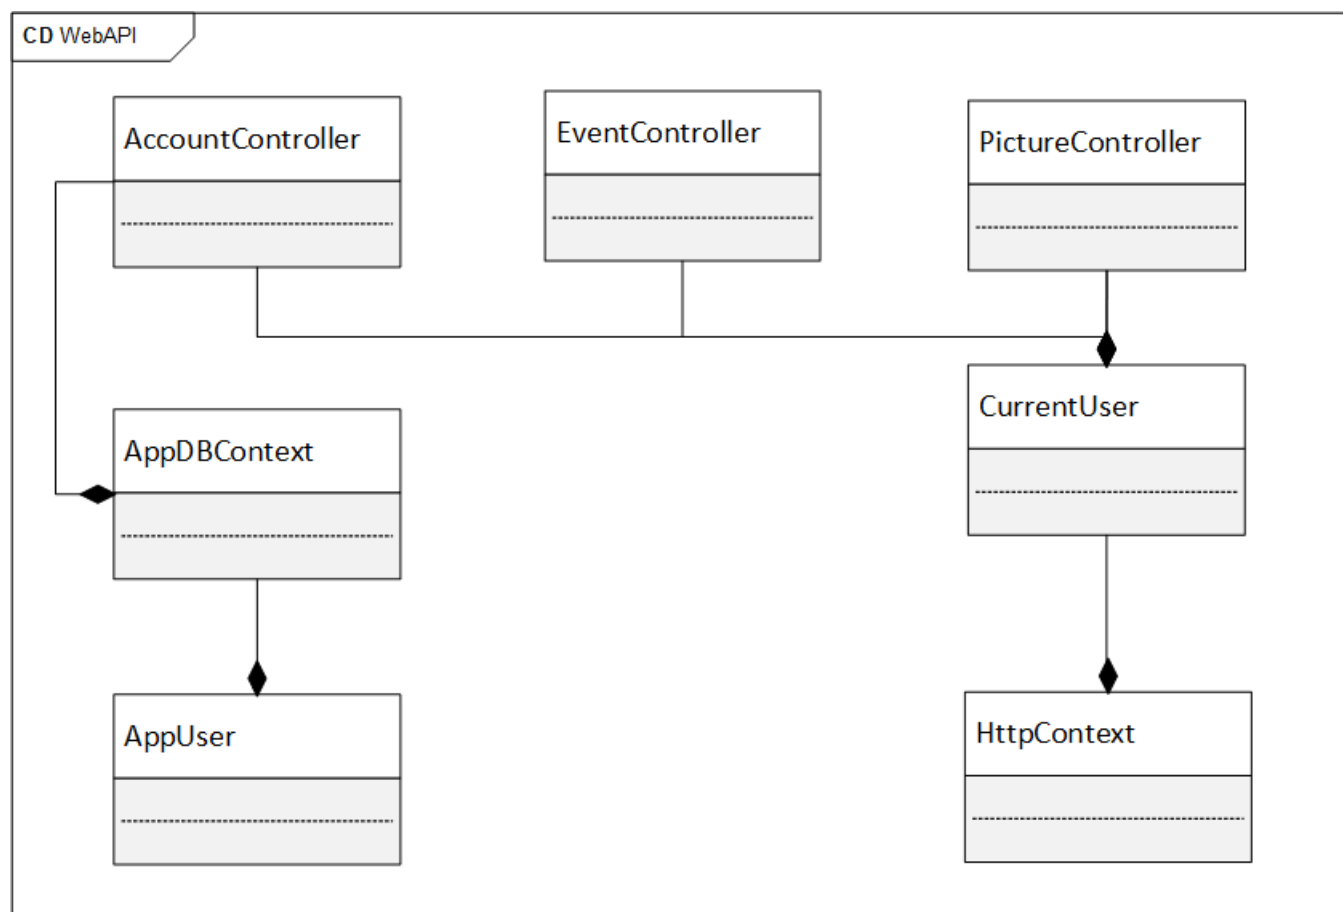 CD WebAPI
AccountController
EventController
PictureController
AppDBContext
CurrentUser
AppUser
HttpContext